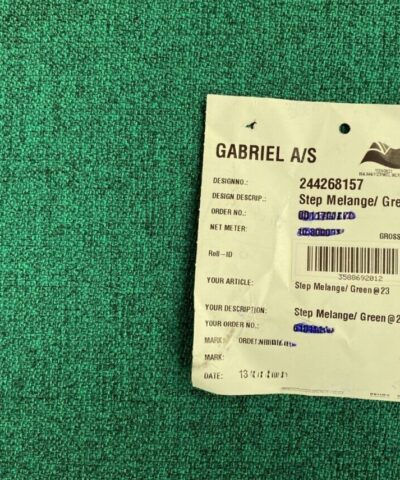 GABRIEL A/S
DESIGNNO.: 244268157
DESIGN DESCRIP.: Step Melange/ Gre
ORDER NO.:
NET METER:
GROSS
Roll-ID
3588692012
YOUR ARTICLE: Step Melange/ Green@23
YOUR DESCRIPTION: Step Melange/ Green@2
YOUR ORDER NO.:
MARK:
MARK:
DATE: